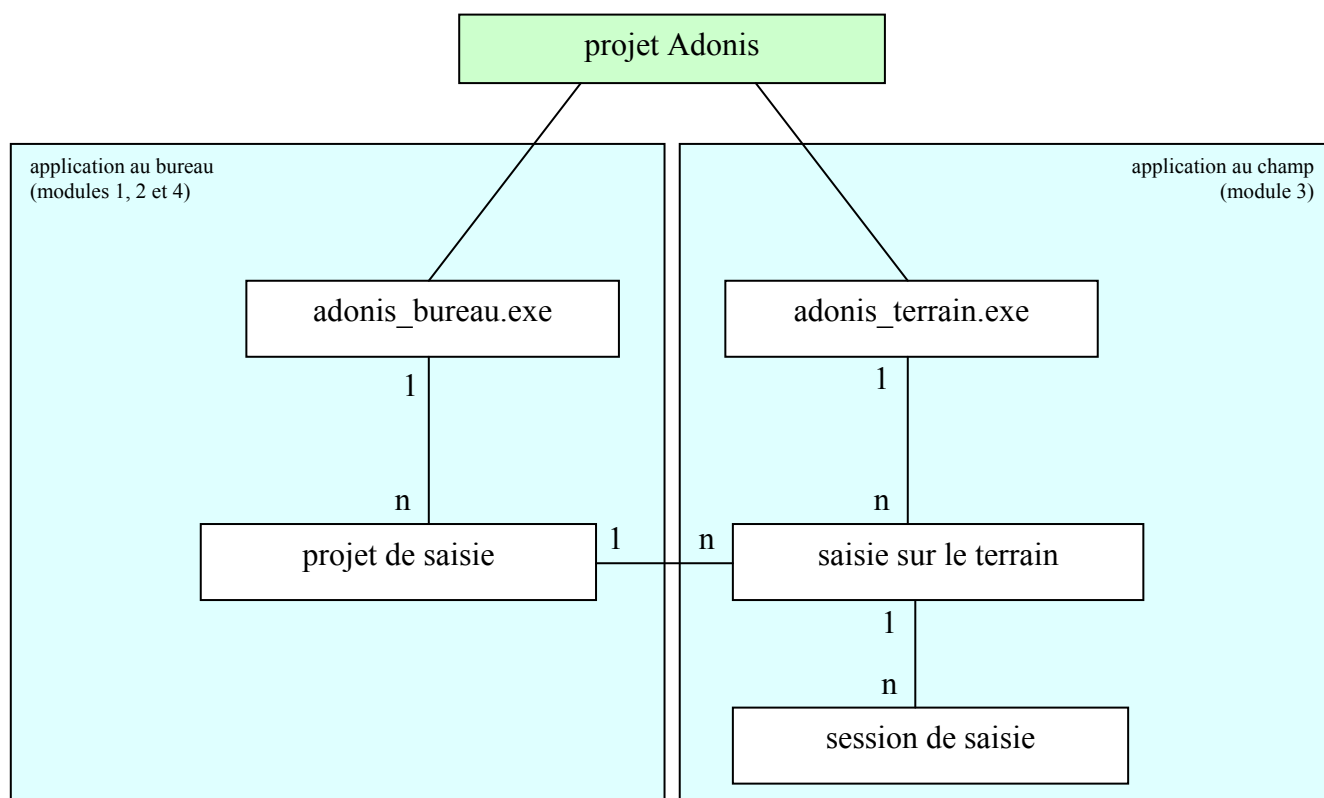 projet Adonis
application au bureau
(modules 1, 2 et 4)
application au champ
(module 3)
adonis_bureau.exe
adonis_terrain.exe
1
1
n
n
projet de saisie
1
n
saisie sur le terrain
1
n
session de saisie